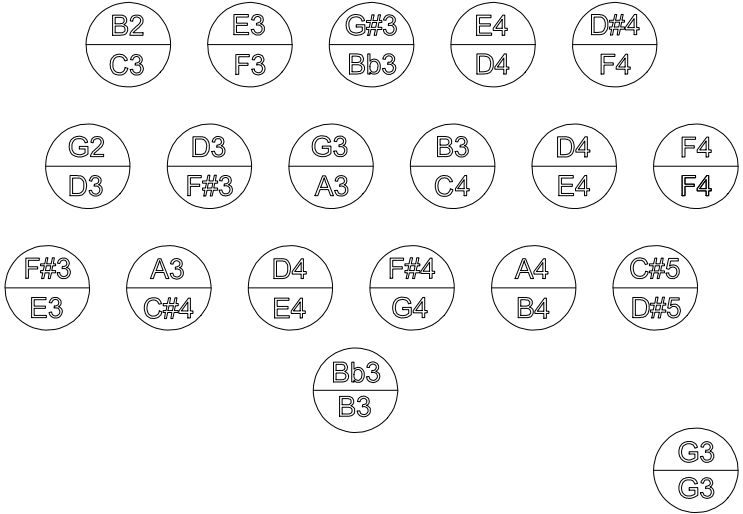 B2 E3 G#3 E4 D#4
C3 F3 Bb3 D4 F4
G2 D3 G3 B3 D4 F4
D3 F#3 A3 C4 E4 F4
F#3 A3 D4 F#4 A4 C#5
E3 C#4 E4 G4 B4 D#5
Bb3
B3
G3
G3